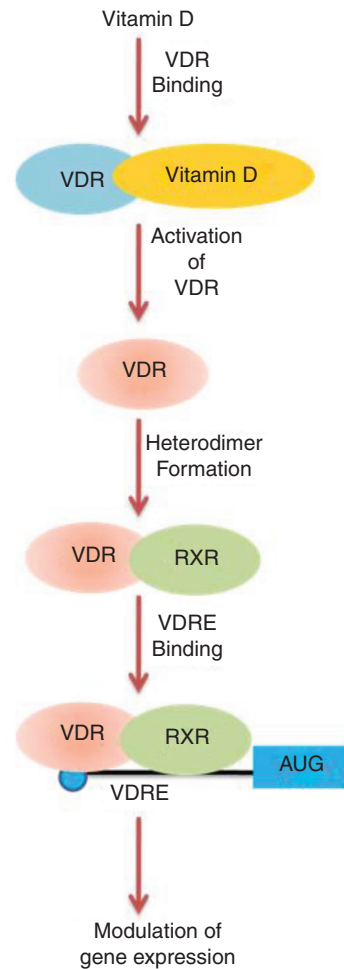 Vitamin D
VDR
Binding
VDR
Vitamin D
Activation
of
VDR
VDR
Heterodimer
Formation
VDR
RXR
VDRE
Binding
VDR
RXR
AUG
VDRE
Modulation of
gene expression